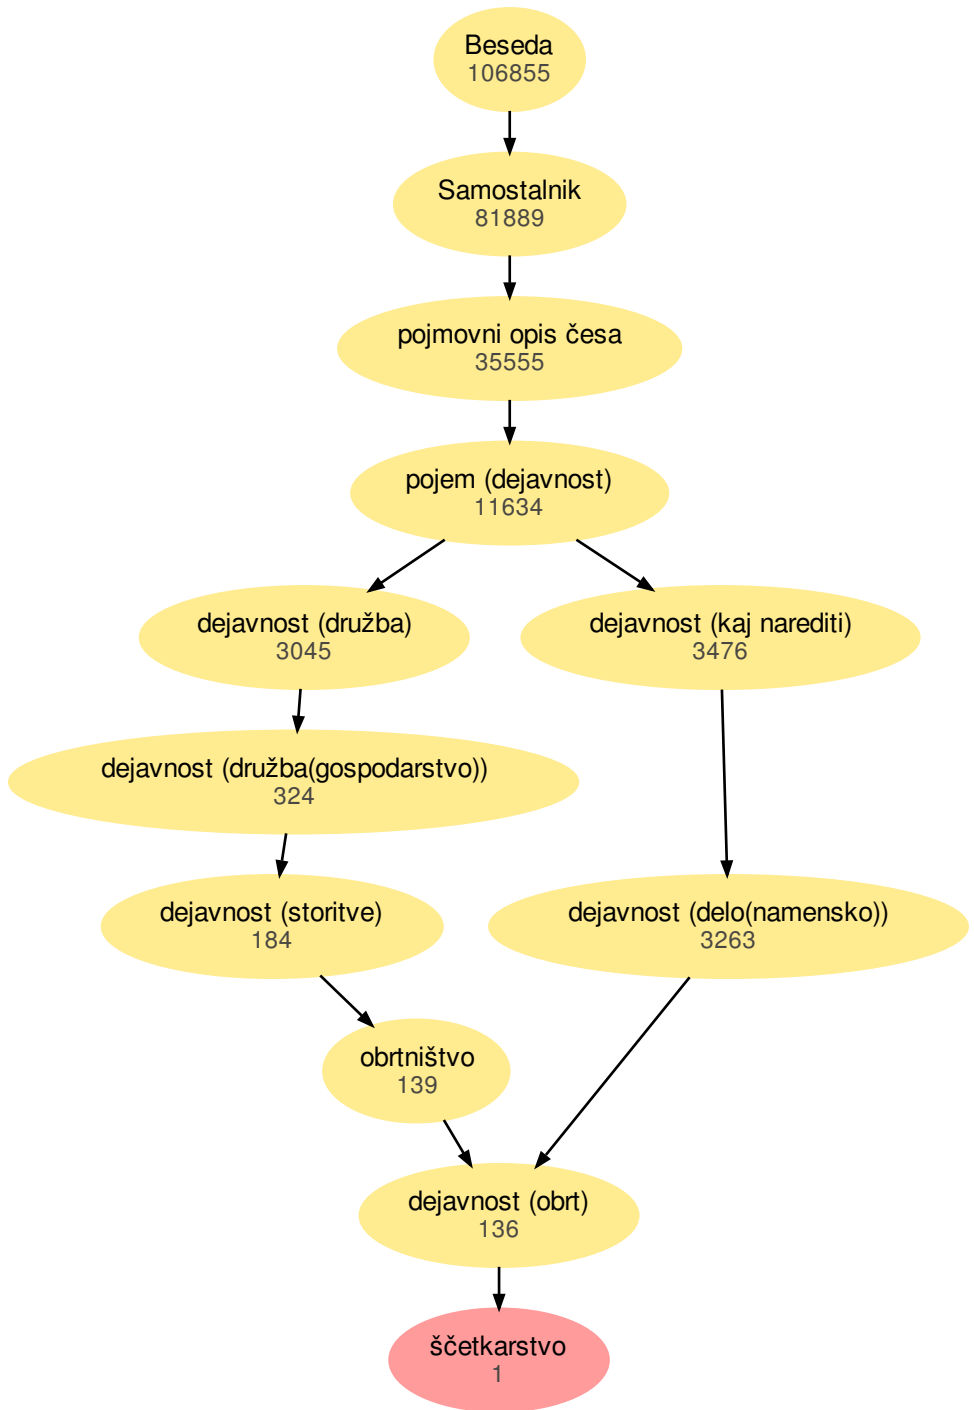 Beseda
106855
Samostalnik
81889
pojmovni opis česa
35555
pojem (dejavnost)
11634
dejavnost (družba)
3045
dejavnost (kaj narediti)
3476
dejavnost (družba(gospodarstvo))
324
dejavnost (storitve)
184
dejavnost (delo(namensko))
3263
obrtništvo
139
dejavnost (obrt)
136
ščetkarstvo
1